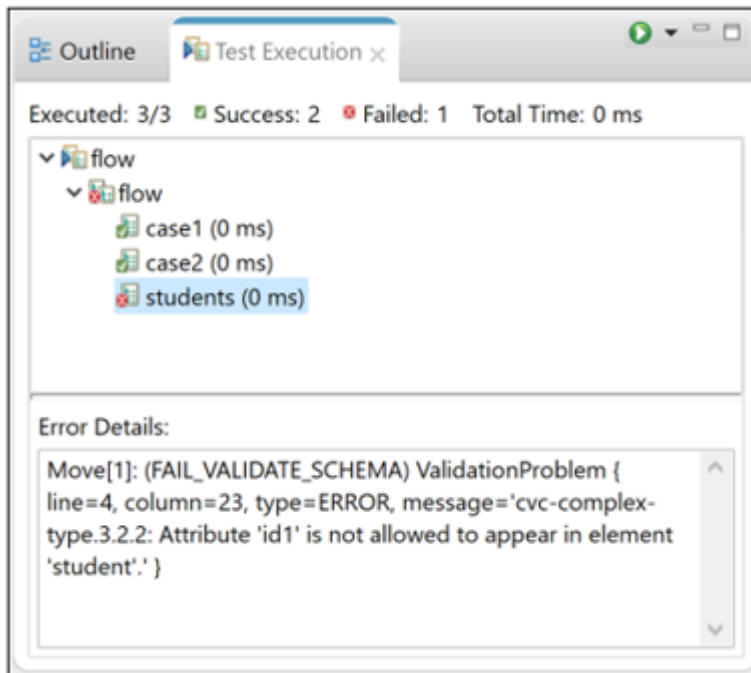 Outline Test Execution
Executed: 3/3 Success: 2 Failed: 1 Total Time: 0 ms
flow
flow
case1 (0 ms)
case2 (0 ms)
students (0 ms)
Error Details:
Move[1]: (FAIL_VALIDATE_SCHEMA) ValidationProblem {
line=4, column=23, type=ERROR, message='cvc-complex-
type.3.2.2: Attribute 'id1' is not allowed to appear in element
'student'.' }